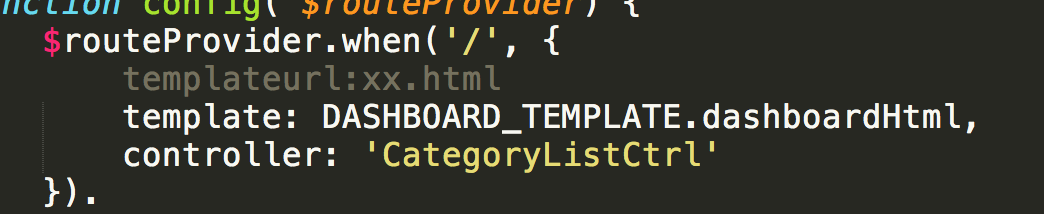 nction config( $routeProvider) {
$routeProvider.when('/', {
templateurl:xx.html
template: DASHBOARD_TEMPLATE.dashboardHtml,
controller: 'CategoryListCtrl'
}).